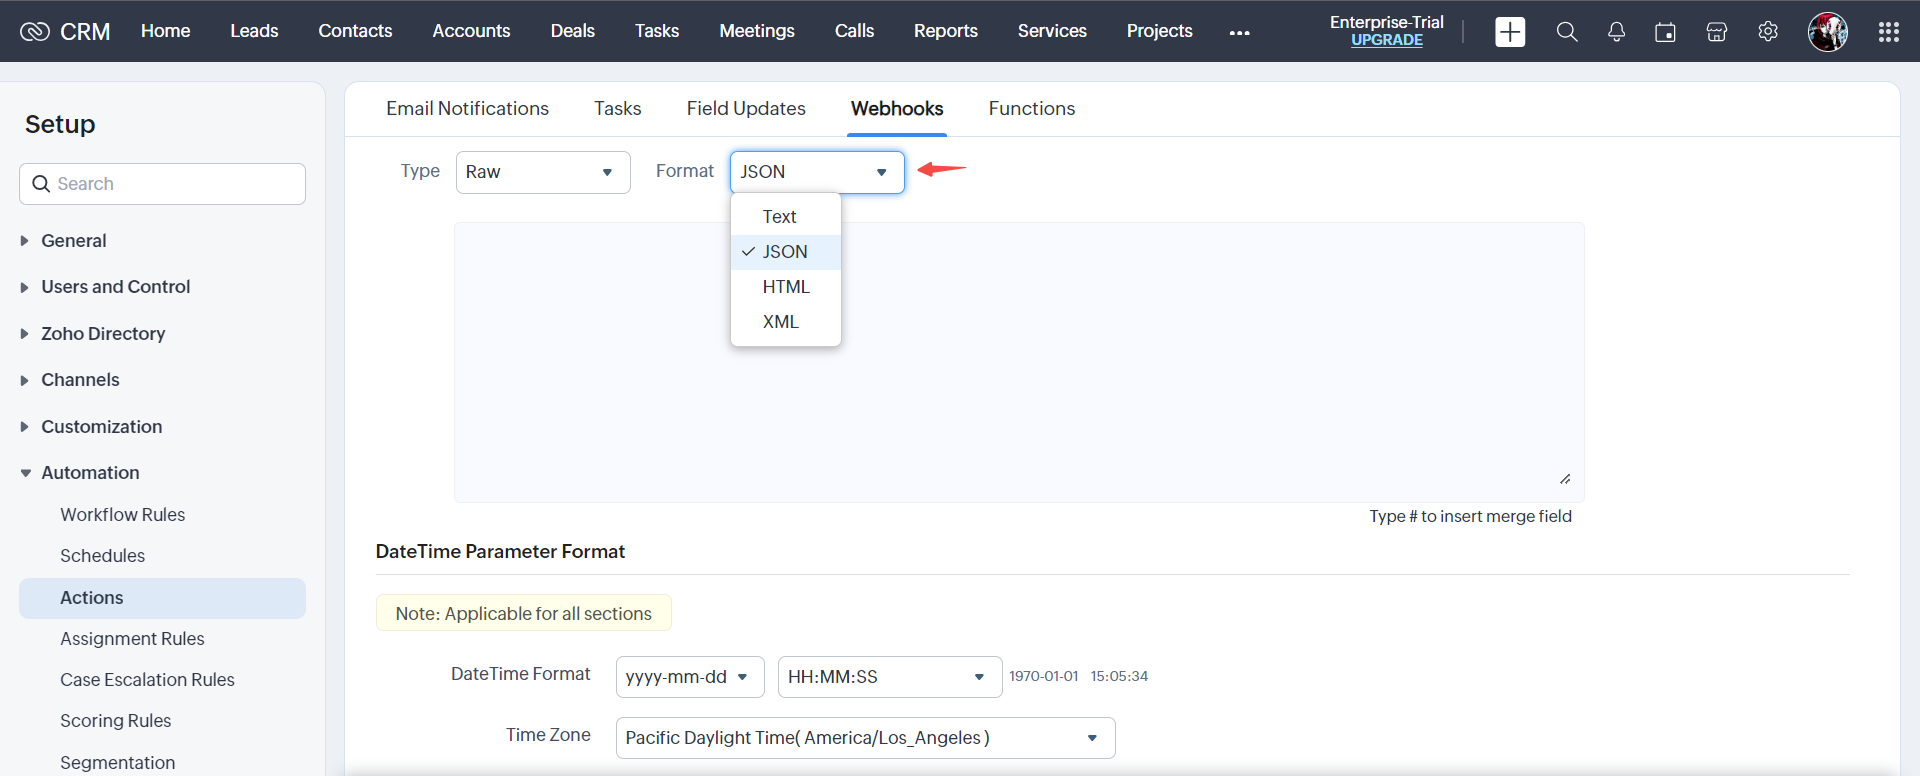 CRM Home Leads Contacts Accounts Deals Tasks Meetings Calls Reports Services Projects ... Enterprise-Trial
UPGRADE
Setup
Search
General
Users and Control
Zoho Directory
Channels
Customization
Automation
Workflow Rules
Schedules
Actions
Assignment Rules
Case Escalation Rules
Scoring Rules
Segmentation
Email Notifications Tasks Field Updates Webhooks Functions
Type Raw Format JSON
Text
JSON
HTML
XML
Type # to insert merge field
DateTime Parameter Format
Note: Applicable for all sections
DateTime Format yyyy-mm-dd HH:MM:SS 1970-01-01 15:05:34
Time Zone Pacific Daylight Time( America/Los_Angeles )